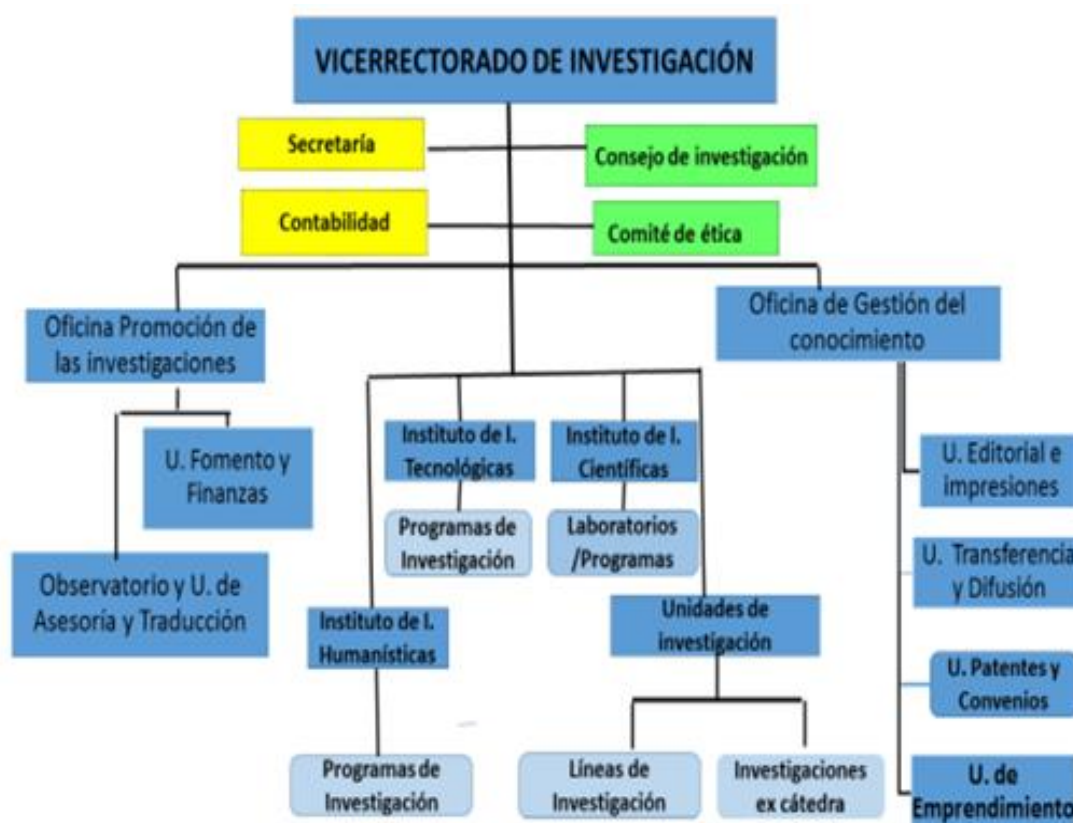 VICERRECTORADO DE INVESTIGACIÓN
Secretaría
Consejo de investigación
Contabilidad
Comité de ética
Oficina Promoción de
las investigaciones
Oficina de Gestión del
conocimiento
U. Fomento y
Finanzas
Observatorio y U. de
Asesoría y Traducción
Instituto de I.
Tecnológicas
Programas de
Investigación
Instituto de I.
Científicas
Laboratorios
/Programas
Instituto de I.
Humanísticas
Programas de
Investigación
Unidades de
investigación
Líneas de
Investigación
Investigaciones
ex cátedra
U. Editorial e
impresiones
U. Transferencia
y Difusión
U. Patentes y
Convenios
U. de
Emprendimiento